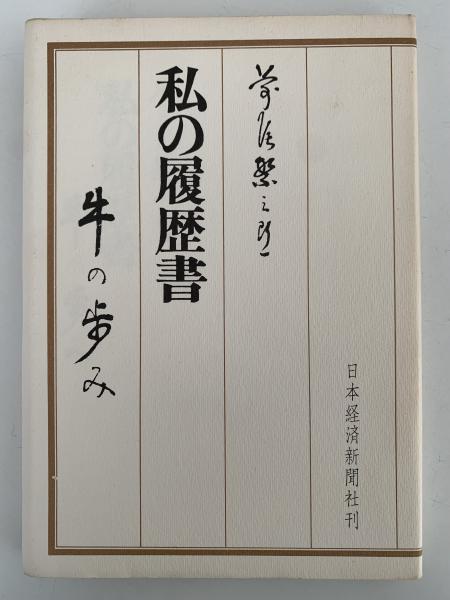 日本経済新聞社刊
私の履歴書
牛の歩み